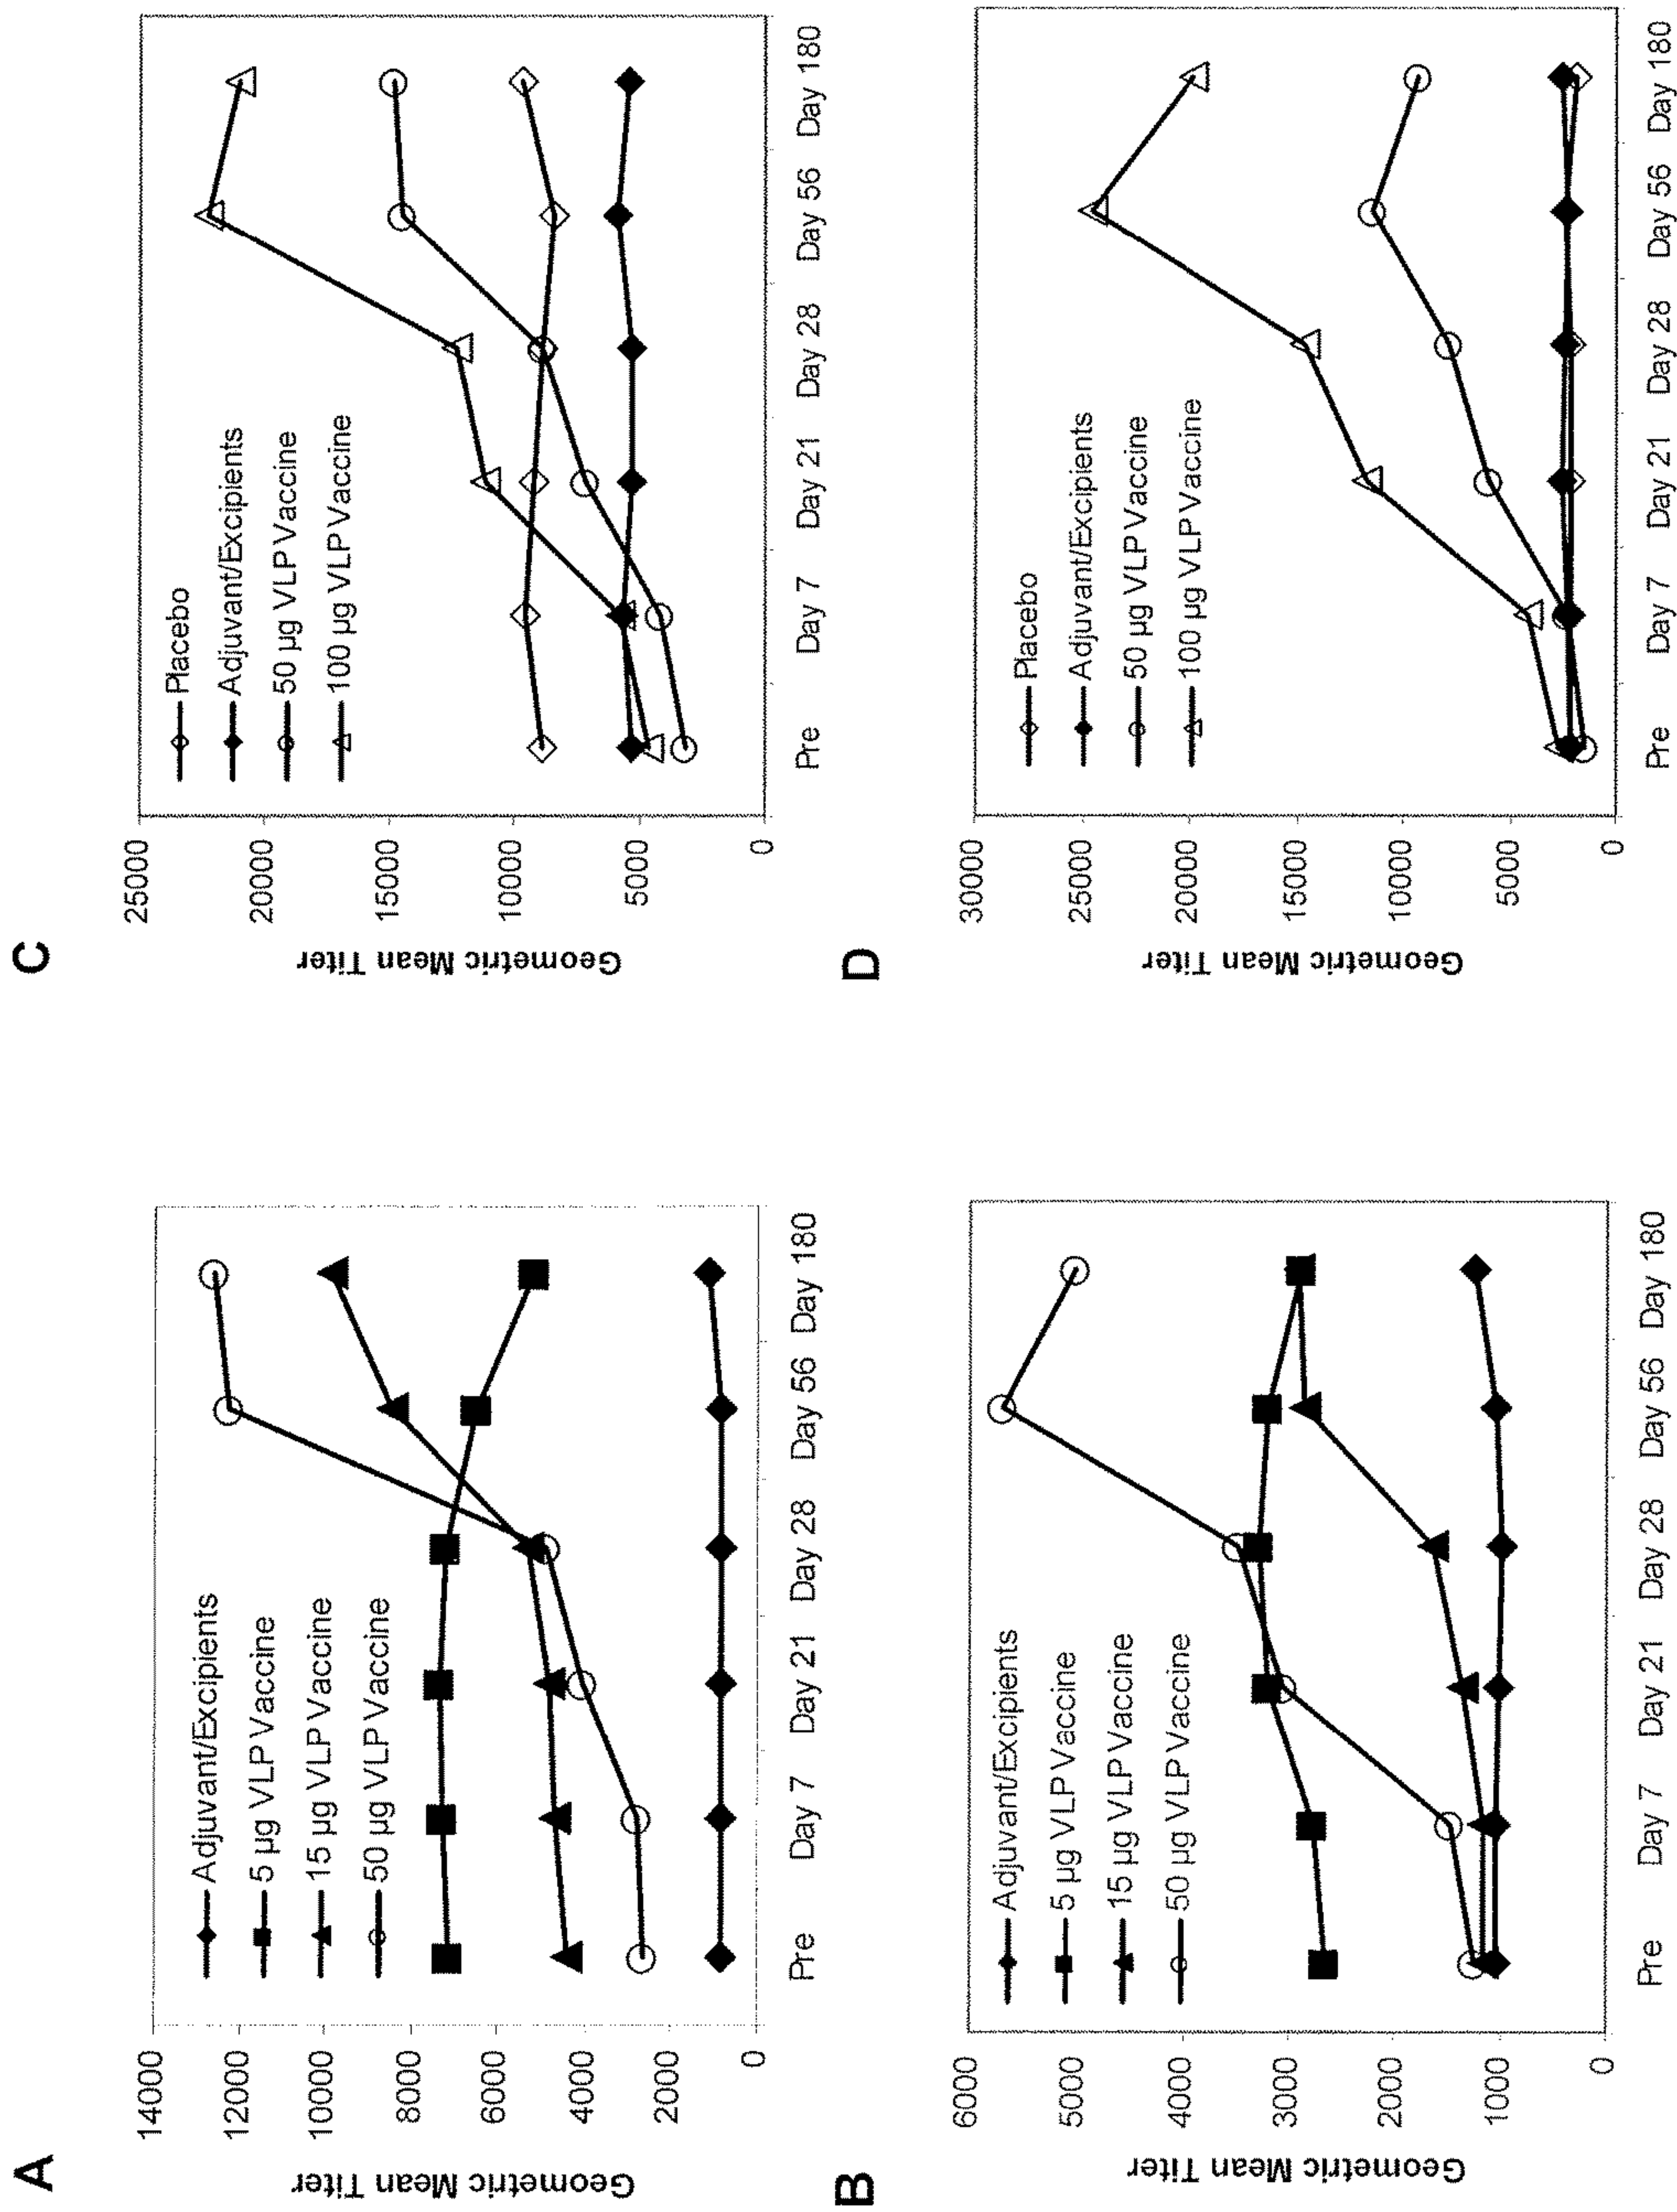 A
Geometric Mean Titer
14000
12000
10000
8000
6000
4000
2000
0
Adjuvant/Excipients
5 µg VLP Vaccine
15 µg VLP Vaccine
50 µg VLP Vaccine
Pre Day 7 Day 21 Day 28 Day 56 Day 180
B
Geometric Mean Titer
6000
5000
4000
3000
2000
1000
0
Adjuvant/Excipients
5 µg VLP Vaccine
15 µg VLP Vaccine
50 µg VLP Vaccine
Pre Day 7 Day 21 Day 28 Day 56 Day 180
C
Geometric Mean Titer
25000
20000
15000
10000
5000
0
Placebo
Adjuvant/Excipients
50 µg VLP Vaccine
100 µg VLP Vaccine
Pre Day 7 Day 21 Day 28 Day 56 Day 180
D
Geometric Mean Titer
30000
25000
20000
15000
10000
5000
0
Placebo
Adjuvant/Excipients
50 µg VLP Vaccine
100 µg VLP Vaccine
Pre Day 7 Day 21 Day 28 Day 56 Day 180